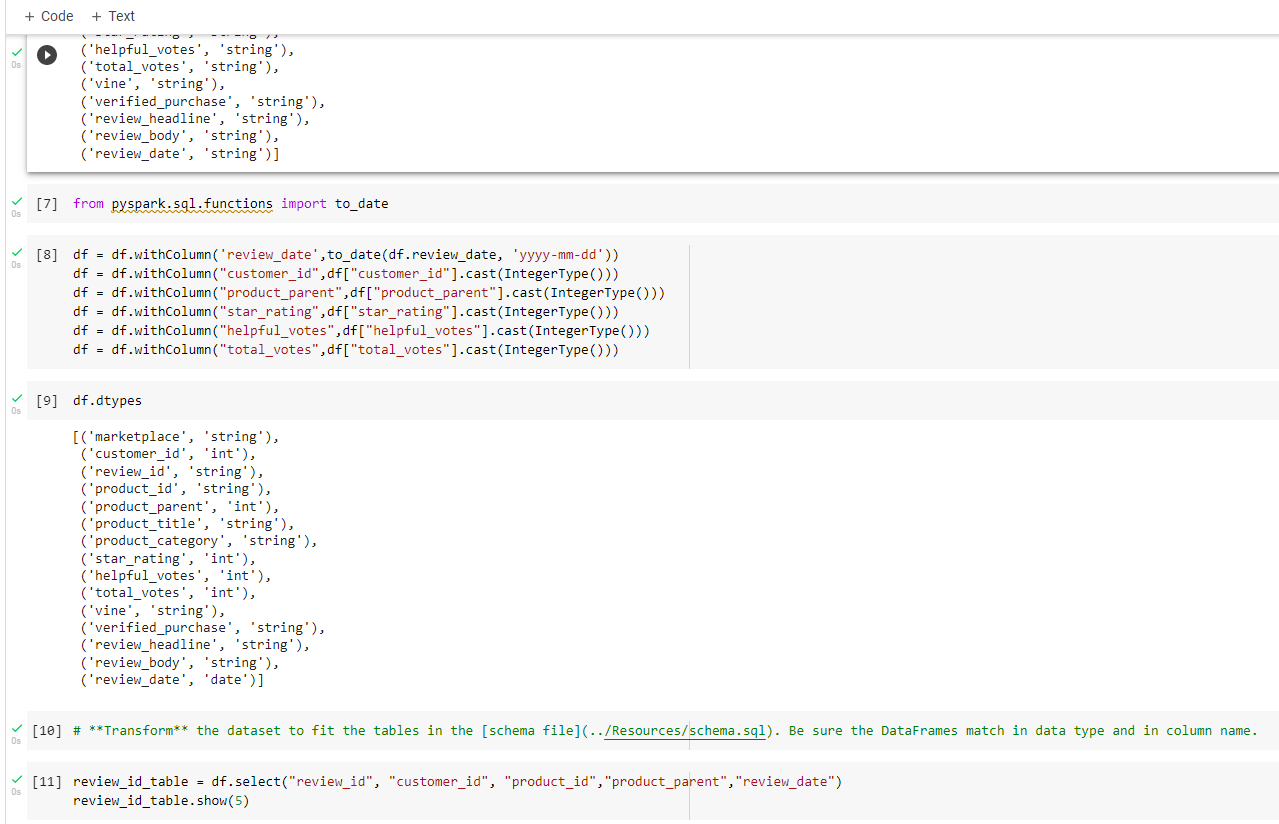 + Code + Text
('star_rating', 'string'),
('helpful_votes', 'string'),
0s
('total_votes', 'string'),
('vine', 'string'),
('verified_purchase', 'string'),
('review_headline', 'string'),
('review_body', 'string'),
('review_date', 'string')]
[7] from pyspark.sql.functions import to_date
0s
[8] df = df.withColumn('review_date',to_date(df.review_date, 'yyyy-mm-dd'))
0s
df = df.withColumn("customer_id",df["customer_id"].cast(IntegerType()))
df = df.withColumn("product_parent",df["product_parent"].cast(IntegerType()))
df = df.withColumn("star_rating",df["star_rating"].cast(IntegerType()))
df = df.withColumn("helpful_votes",df["helpful_votes"].cast(IntegerType()))
df = df.withColumn("total_votes",df["total_votes"].cast(IntegerType()))
[9] df.dtypes
0s
[('marketplace', 'string'),
('customer_id', 'int'),
('review_id', 'string'),
('product_id', 'string'),
('product_parent', 'int'),
('product_title', 'string'),
('product_category', 'string'),
('star_rating', 'int'),
('helpful_votes', 'int'),
('total_votes', 'int'),
('vine', 'string'),
('verified_purchase', 'string'),
('review_headline', 'string'),
('review_body', 'string'),
('review_date', 'date')]
[10] # **Transform** the dataset to fit the tables in the [schema file](../Resources/schema.sql). Be sure the DataFrames match in data type and in column name.
0s
[11] review_id_table = df.select("review_id", "customer_id", "product_id","product_parent","review_date")
0s
review_id_table.show(5)